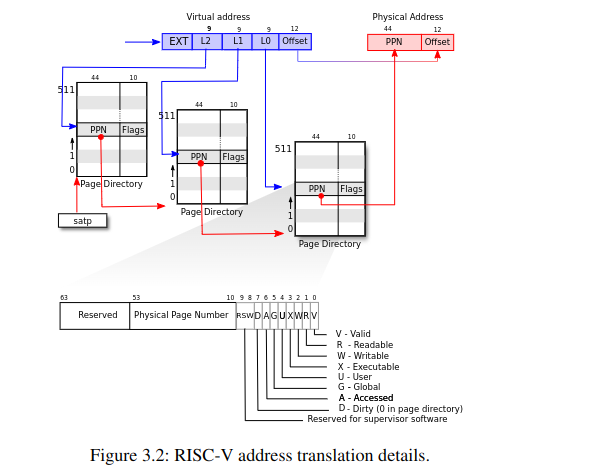 Virtual address
Physical Address
9 9 9 12
EXT L2 L1 L0 Offset
44 12
PPN Offset
44 10
511
PPN Flags
1
0
Page Directory
satp
44 10
511
PPN Flags
1
0
Page Directory
44 10
511
PPN Flags
1
0
Page Directory
63 53 10 9 8 7 6 5 4 3 2 1 0
Reserved Physical Page Number RSW D A G U X W R V
V - Valid
R - Readable
W - Writable
X - Executable
U - User
G - Global
A - Accessed
D - Dirty (0 in page directory)
Reserved for supervisor software
Figure 3.2: RISC-V address translation details.